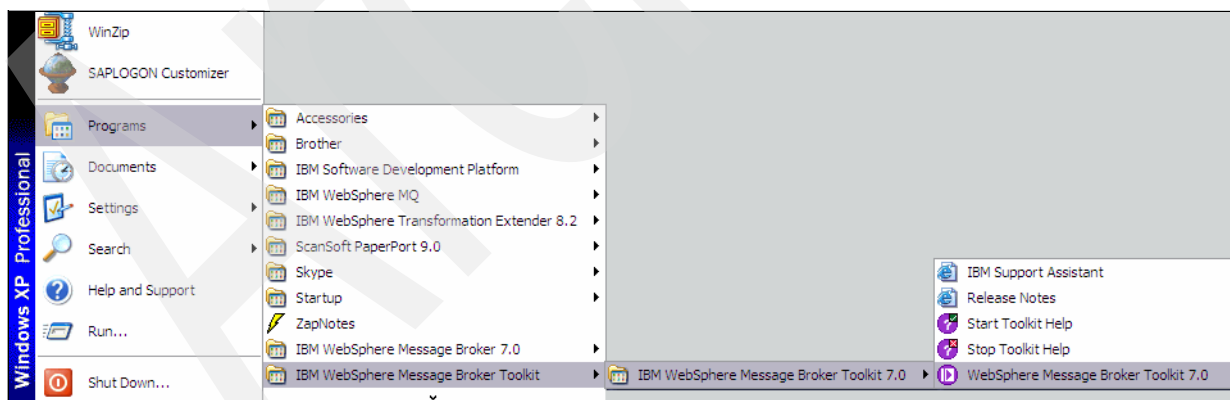 WinZip
SAPLOGON Customizer
Programs
Documents
Settings
Search
Help and Support
Run...
Shut Down...
Windows XP Professional
Accessories
Brother
IBM Software Development Platform
IBM WebSphere MQ
IBM WebSphere Transformation Extender 8.2
ScanSoft PaperPort 9.0
Skype
Startup
ZapNotes
IBM WebSphere Message Broker 7.0
IBM WebSphere Message Broker Toolkit
IBM WebSphere Message Broker Toolkit 7.0
IBM Support Assistant
Release Notes
Start Toolkit Help
Stop Toolkit Help
WebSphere Message Broker Toolkit 7.0